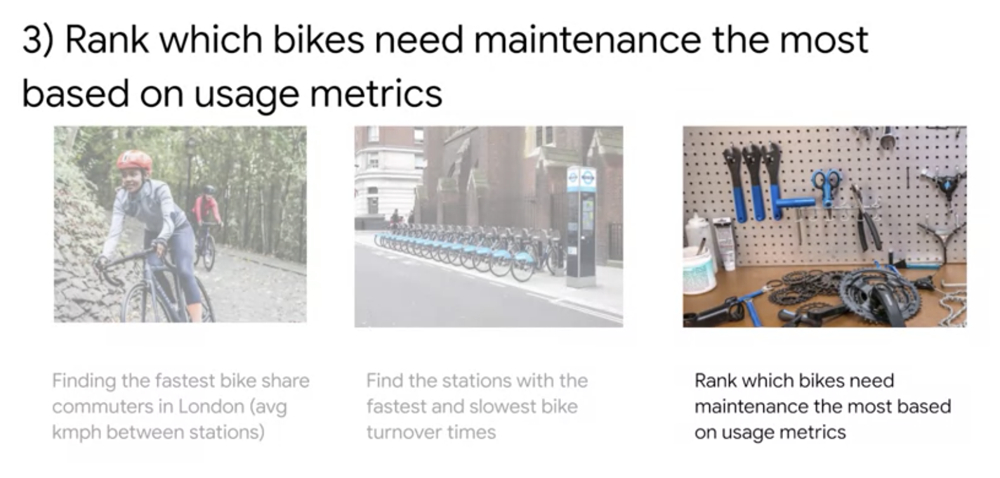 3) Rank which bikes need maintenance the most
based on usage metrics
Finding the fastest bike share
commuters in London (avg
kmph between stations)
Find the stations with the
fastest and slowest bike
turnover times
Rank which bikes need
maintenance the most based
on usage metrics